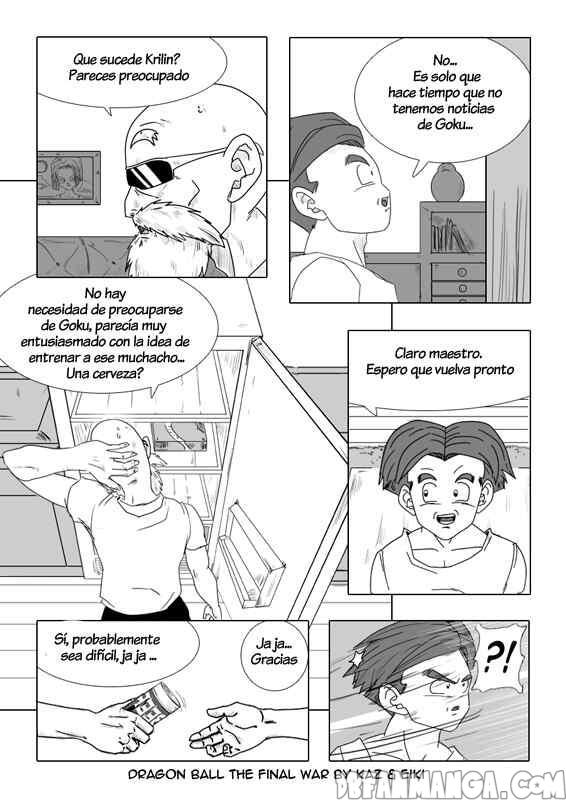 Que sucede Krilin?
Pareces preocupado
No...
Es solo que
hace tiempo que no
tenemos noticias
de Goku...
No hay
necesidad de preocuparse
de Goku, parecía muy
entusiasmado con la idea de
entrenar a ese muchacho...
Una cerveza?
Claro maestro.
Espero que vuelva pronto
Sí, probablemente
sea difícil, ja ja ...
Ja ja...
Gracias
?!
DRAGON BALL THE FINAL WAR BY KAZ & EIKI
DBFANMANGA.COM